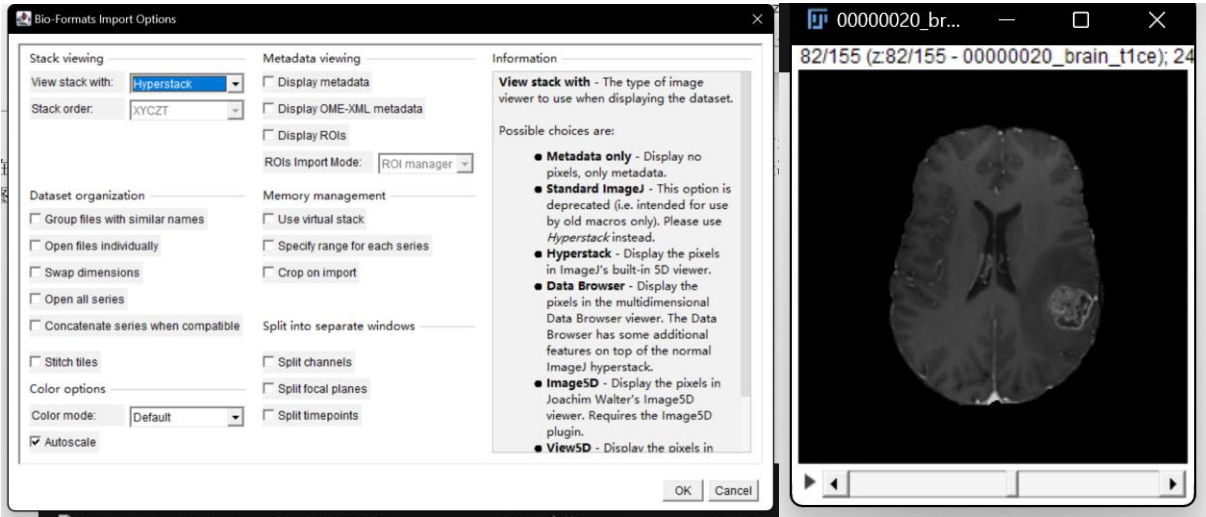 Bio-Formats Import Options
Stack viewing
View stack with: Hyperstack
Stack order: XYCZT
Dataset organization
Group files with similar names
Open files individually
Swap dimensions
Open all series
Concatenate series when compatible
Stitch tiles
Color options
Color mode: Default
Autoscale
Metadata viewing
Display metadata
Display OME-XML metadata
Display ROIs
ROIs Import Mode: ROI manager
Memory management
Use virtual stack
Specify range for each series
Crop on import
Split into separate windows
Split channels
Split focal planes
Split timepoints
Information
View stack with - The type of image
viewer to use when displaying the dataset.
Possible choices are:
Metadata only - Display no
pixels, only metadata.
Standard ImageJ - This option is
deprecated (i.e. intended for use
by old macros only). Please use
Hyperstack instead.
Hyperstack - Display the pixels
in ImageJ's built-in 5D viewer.
Data Browser - Display the
pixels in the multidimensional
Data Browser viewer. The Data
Browser has some additional
features on top of the normal
ImageJ hyperstack.
Image5D - Display the pixels in
Joachim Walter's Image5D
viewer. Requires the Image5D
plugin.
View5D - Display the pixels in
OK Cancel
00000020_br...
82/155 (z:82/155 - 00000020_brain_t1ce); 24